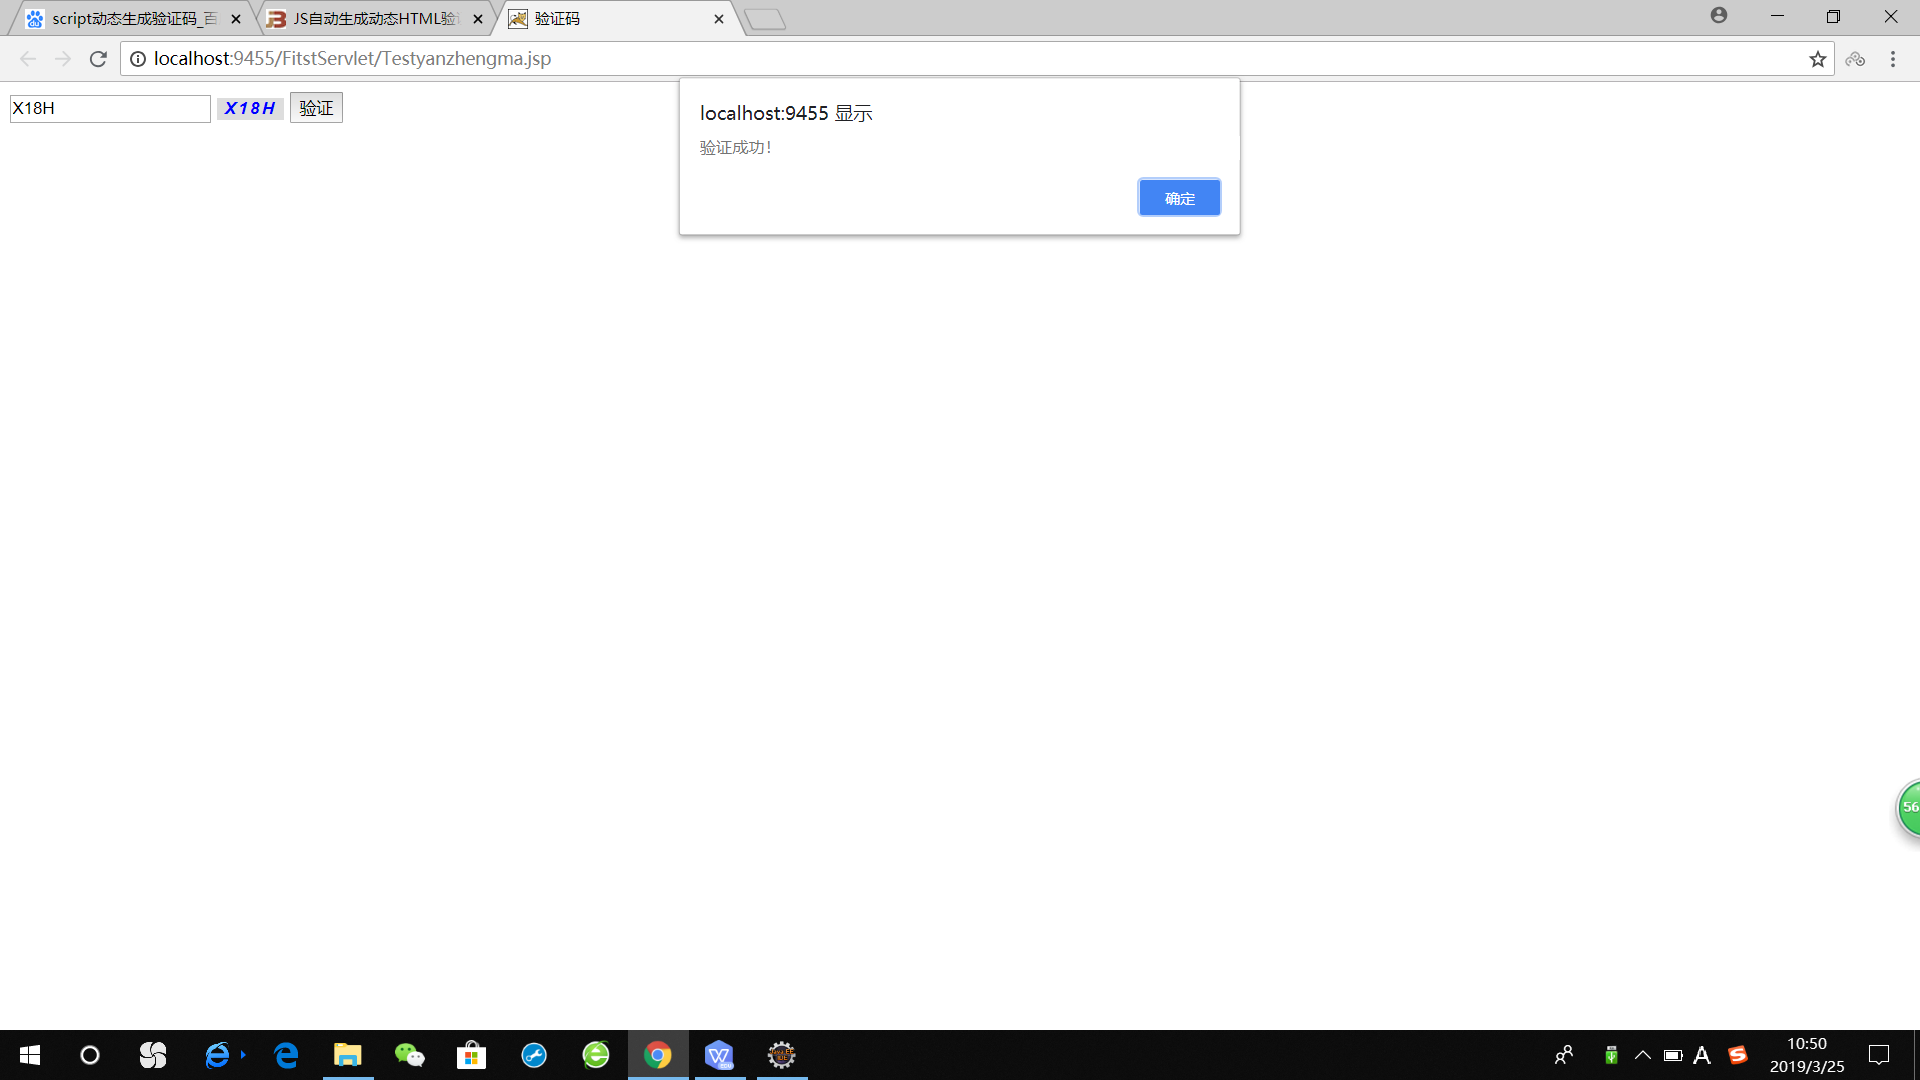 script动态生成验证码_百
JS自动生成动态HTML验
验证码
localhost:9455/FitstServlet/Testyanzhengma.jsp
X18H
X18H
验证
localhost:9455 显示
验证成功！
确定
56
10:50
2019/3/25